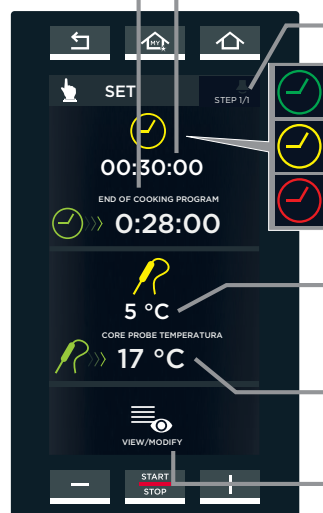 MY
SET
STEP 1/1
00:30:00
END OF COOKING PROGRAM
0:28:00
5 °C
CORE PROBE TEMPERATURA
17 °C
VIEW/MODIFY
START
STOP